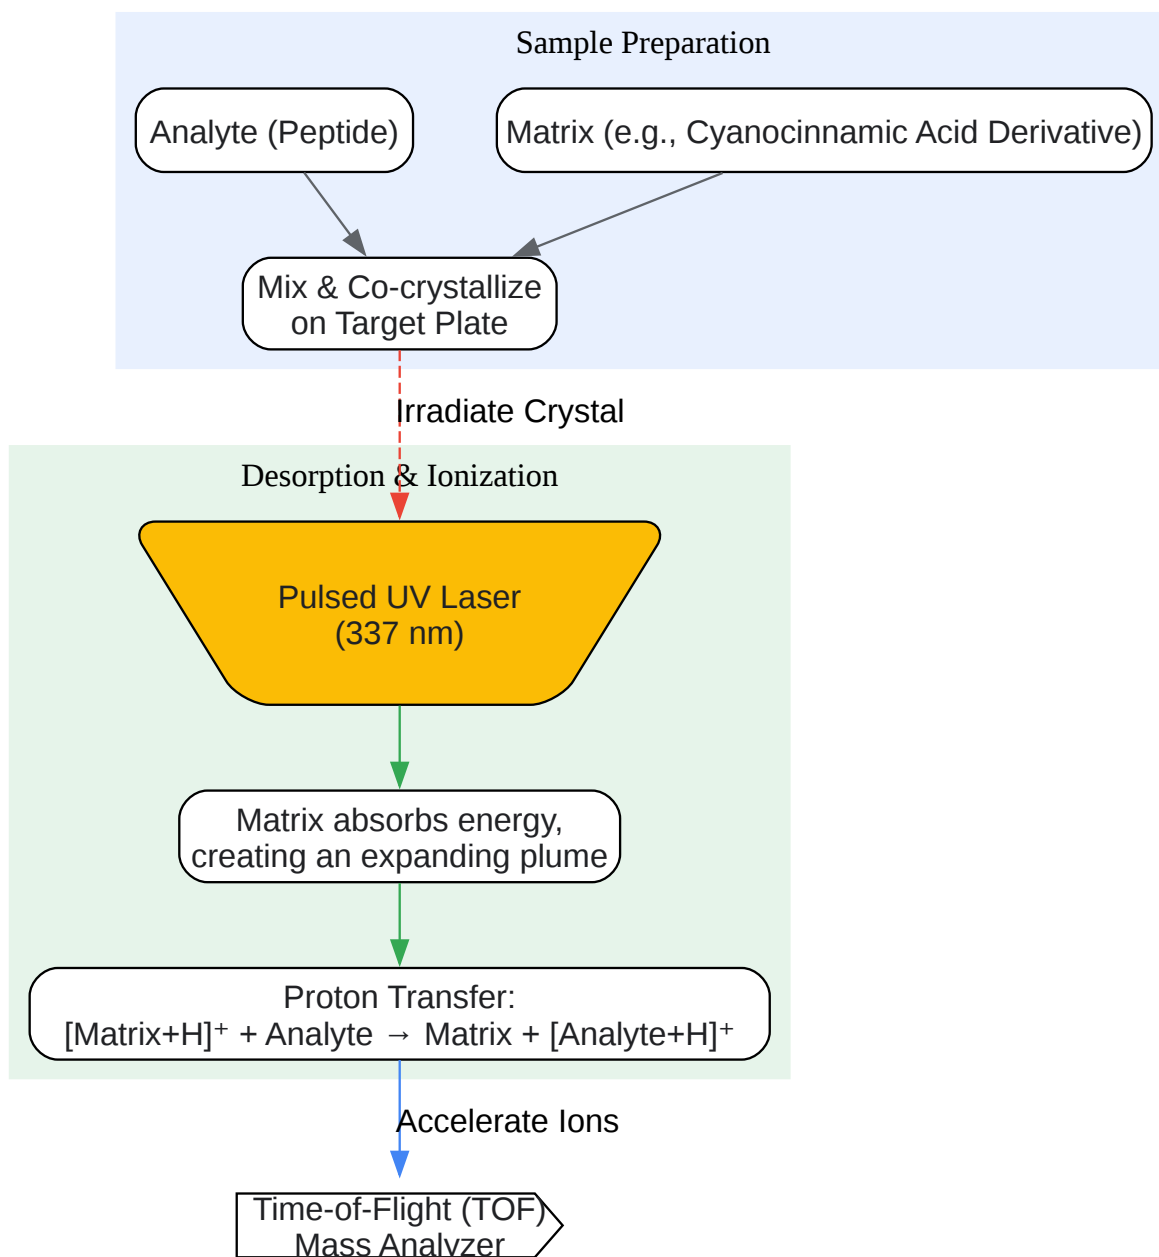 Sample Preparation
Analyte (Peptide)
Matrix (e.g., Cyanocinnamic Acid Derivative)
Mix & Co-crystallize
on Target Plate
Irradiate Crystal
Desorption & Ionization
Pulsed UV Laser
(337 nm)
Matrix absorbs energy,
creating an expanding plume
Proton Transfer:
[Matrix+H]⁺ + Analyte → Matrix + [Analyte+H]⁺
Accelerate Ions
Time-of-Flight (TOF)
Mass Analyzer